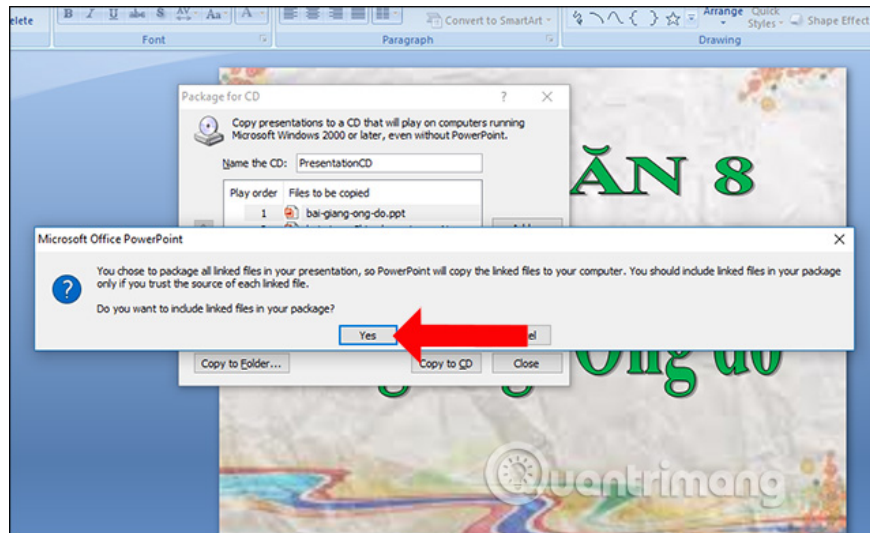 elete
B I U abc S AV Aa A
Convert to SmartArt
Arrange Quick Styles Shape Effect
Font Paragraph Drawing
Package for CD
Copy presentations to a CD that will play on computers running
Microsoft Windows 2000 or later, even without PowerPoint.
Name the CD: PresentationCD
Play order Files to be copied
1 bai-giang-ong-do.ppt
ĂN 8
Microsoft Office PowerPoint
You chose to package all linked files in your presentation, so PowerPoint will copy the linked files to your computer. You should include linked files in your package
only if you trust the source of each linked file.
Do you want to include linked files in your package?
Yes el
Copy to Folder... Copy to CD Close
Ông đồ
Quantrimang